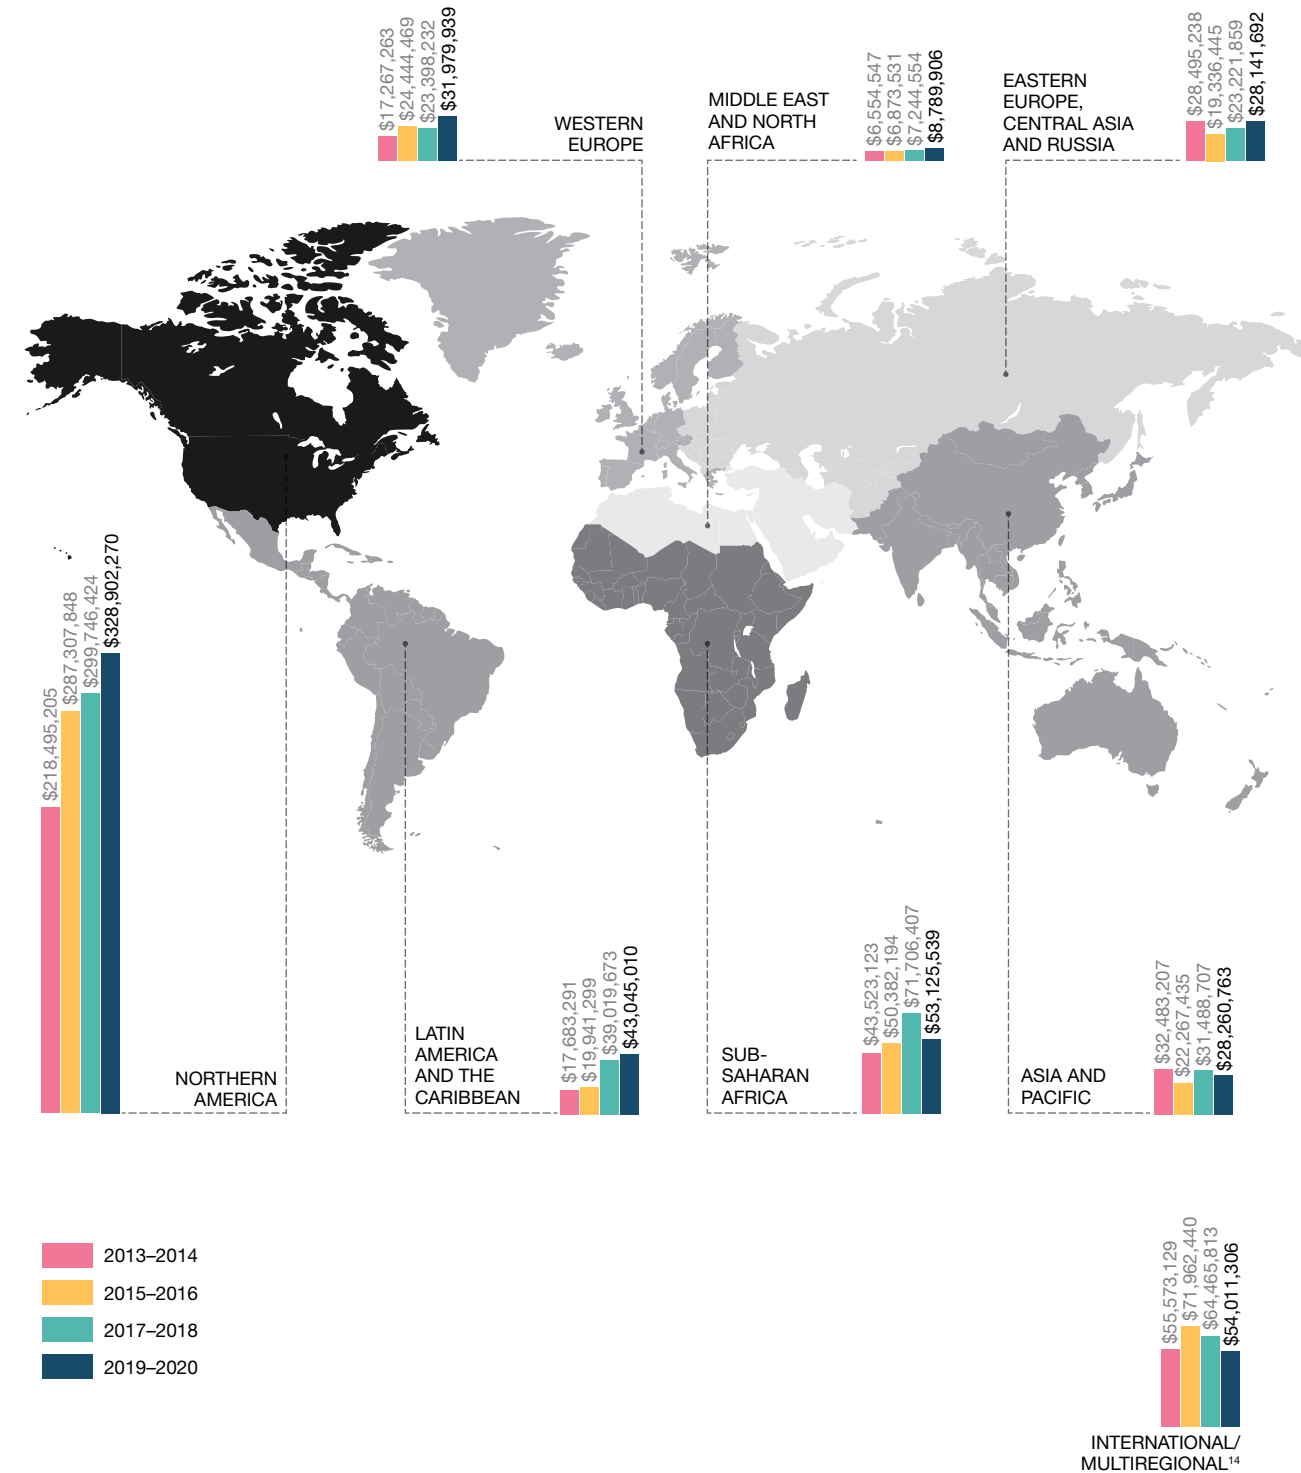 $17,267,263
$24,444,469
$23,398,232
$31,979,939
WESTERN
EUROPE
MIDDLE EAST
AND NORTH
AFRICA
$6,554,547
$6,873,531
$7,244,554
$8,789,906
EASTERN
EUROPE,
CENTRAL ASIA
AND RUSSIA
$28,495,238
$19,336,445
$23,221,859
$28,141,692
$218,495,205
$287,307,848
$299,746,424
$328,902,270
NORTHERN
AMERICA
LATIN
AMERICA
AND THE
CARIBBEAN
$17,683,291
$19,941,299
$39,019,673
$43,045,010
SUB-
SAHARAN
AFRICA
$43,523,123
$50,382,194
$71,706,407
$53,125,539
ASIA AND
PACIFIC
$32,483,207
$22,267,435
$31,488,707
$28,260,763
2013–2014
2015–2016
2017–2018
2019–2020
$55,573,129
$71,962,440
$64,465,813
$54,011,306
INTERNATIONAL/
MULTIREGIONAL¹⁴